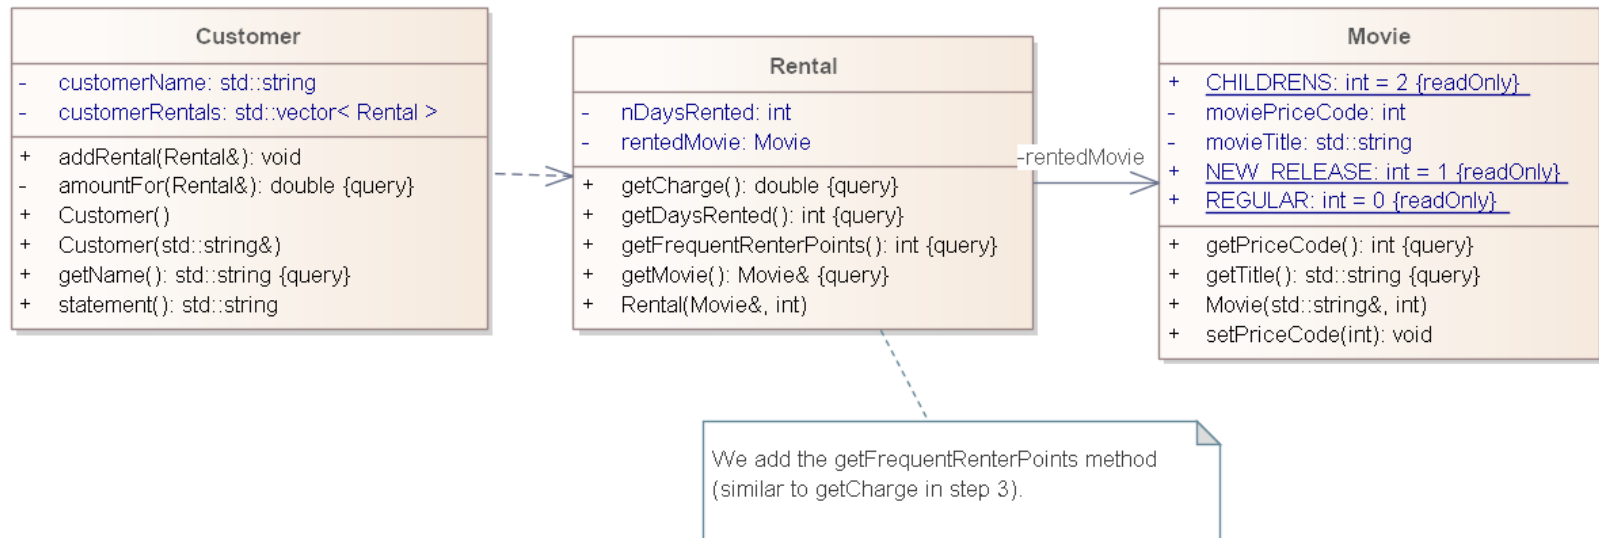 Customer
- customerName: std::string
- customerRentals: std::vector< Rental >
+ addRental(Rental&): void
- amountFor(Rental&): double {query}
+ Customer()
+ Customer(std::string&)
+ getName(): std::string {query}
+ statement(): std::string
Rental
- nDaysRented: int
- rentedMovie: Movie
+ getCharge(): double {query}
+ getDaysRented(): int {query}
+ getFrequentRenterPoints(): int {query}
+ getMovie(): Movie& {query}
+ Rental(Movie&, int)
-rentedMovie
Movie
+ CHILDRENS: int = 2 {readOnly}
- moviePriceCode: int
- movieTitle: std::string
+ NEW_RELEASE: int = 1 {readOnly}
+ REGULAR: int = 0 {readOnly}
+ getPriceCode(): int {query}
+ getTitle(): std::string {query}
+ Movie(std::string&, int)
+ setPriceCode(int): void
We add the getFrequentRenterPoints method
(similar to getCharge in step 3).